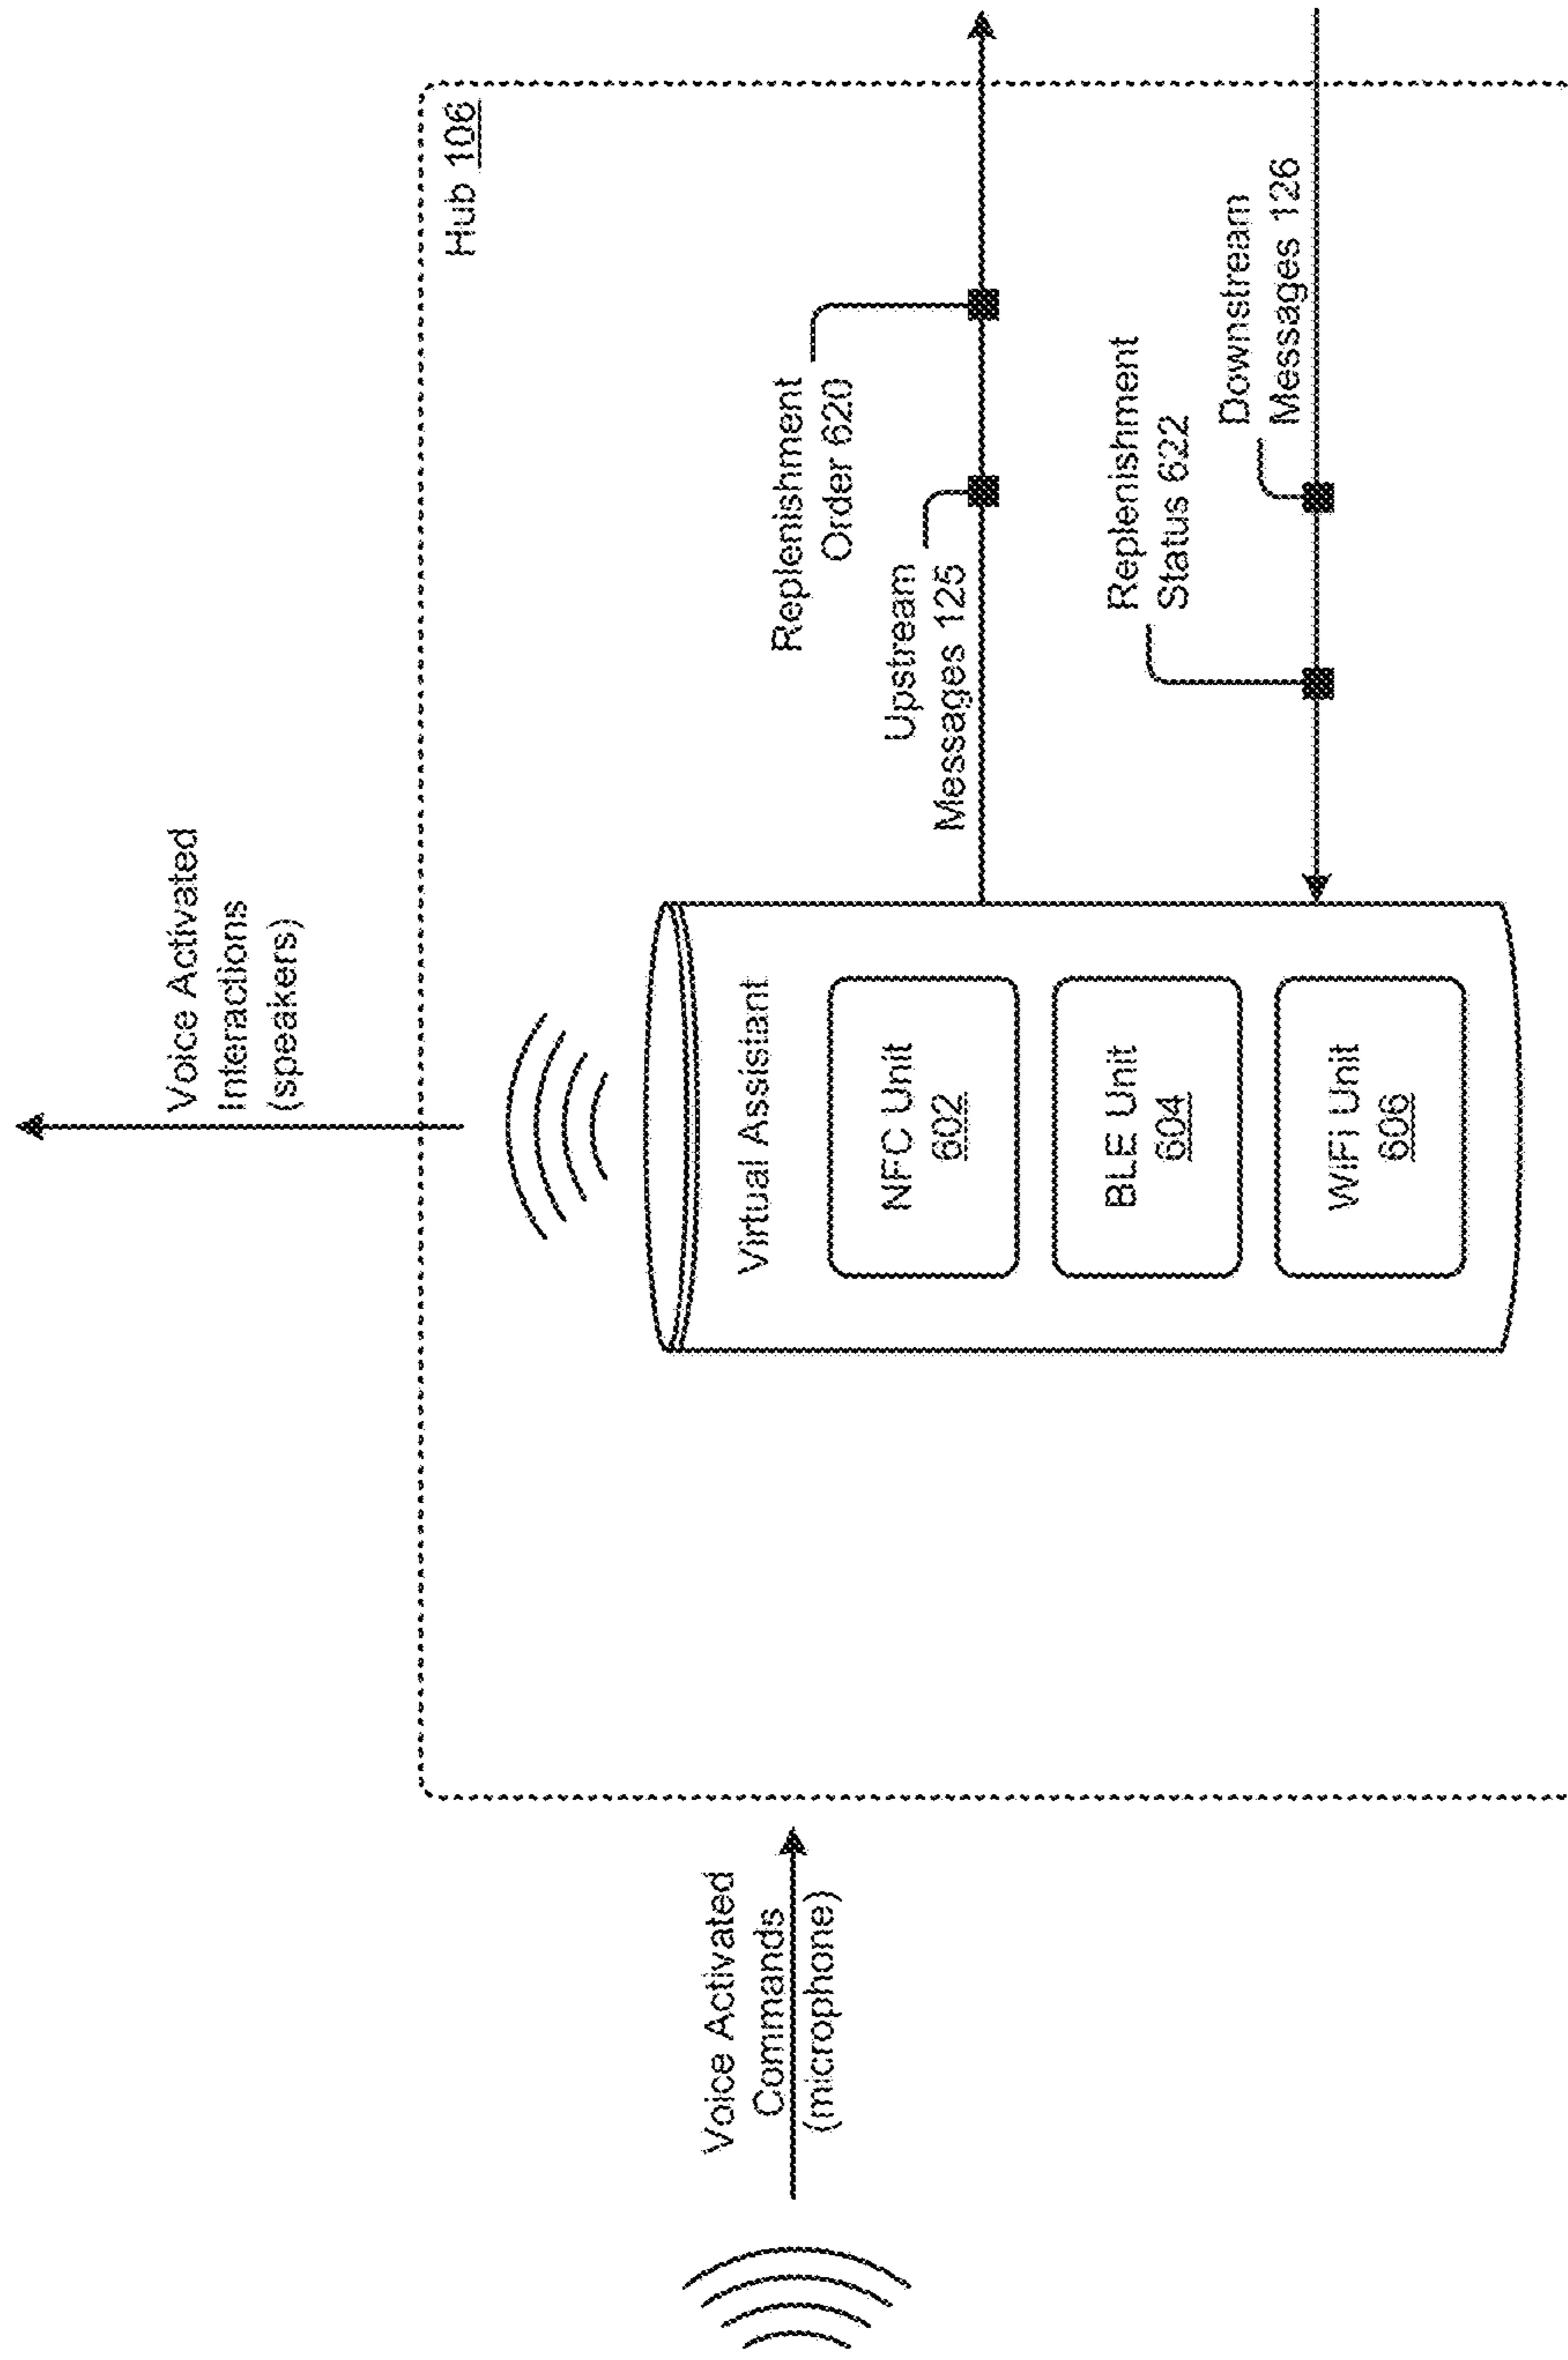 Voice Activated
Interactions
(speakers)
Hub 106
Voice Activated
Commands
(microphone)
Virtual Assistant
NFC Unit
602
BLE Unit
604
WiFi Unit
606
Replenishment
Order 620
Upstream
Messages 125
Replenishment
Status 622
Downstream
Messages 126